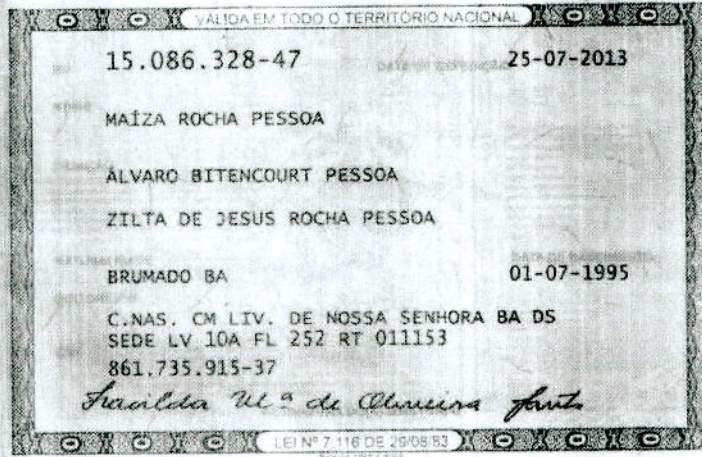 VÁLIDA EM TODO O TERRITÓRIO NACIONAL
15.086.328-47 25-07-2013
MAÍZA ROCHA PESSOA
ÁLVARO BITENCOURT PESSOA
ZILTA DE JESUS ROCHA PESSOA
BRUMADO BA 01-07-1995
C.NAS. CM LIV. DE NOSSA SENHORA BA DS
SEDE LV 10A FL 252 RT 011153
861.735.915-37
Mª de Oliveira
LEI Nº 7.116 DE 29/08/83